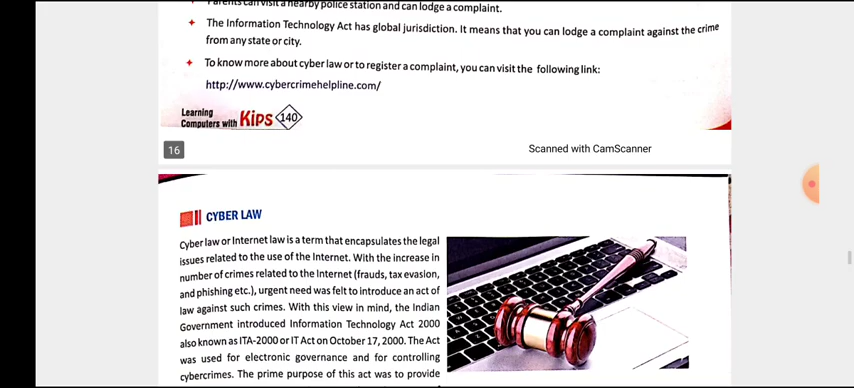 Parents can visit a nearby police station and can lodge a complaint.
The Information Technology Act has global jurisdiction. It means that you can lodge a complaint against the crime
from any state or city.
To know more about cyber law or to register a complaint, you can visit the following link:
http://www.cybercrimehelpline.com/
Learning
Computers with Kips 140
16
Scanned with CamScanner
CYBER LAW
Cyber law or Internet law is a term that encapsulates the legal
issues related to the use of the Internet. With the increase in
number of crimes related to the Internet (frauds, tax evasion,
and phishing etc.), urgent need was felt to introduce an act of
law against such crimes. With this view in mind, the Indian
Government introduced Information Technology Act 2000
also known as ITA-2000 or IT Act on October 17, 2000. The Act
was used for electronic governance and for controlling
cybercrimes. The prime purpose of this act was to provide